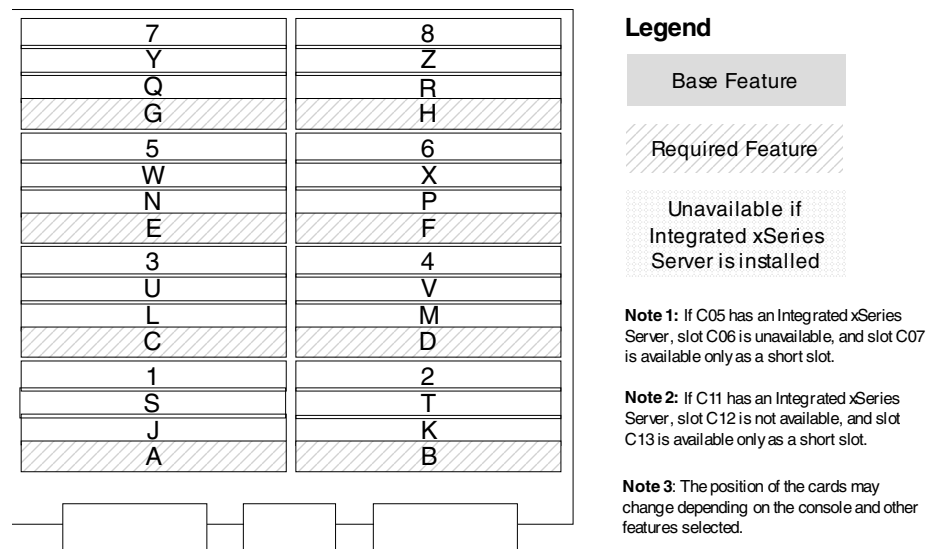 7
Y
Q
G
8
Z
R
H
5
W
N
E
6
X
P
F
3
U
L
C
4
V
M
D
1
S
J
A
2
T
K
B
Legend
Base Feature
Required Feature
Unavailable if
Integrated xSeries
Server is installed
Note 1: If C05 has an Integrated xSeries
Server, slot C06 is unavailable, and slot C07
is available only as a short slot.
Note 2: If C11 has an Integrated xSeries
Server, slot C12 is not available, and slot
C13 is available only as a short slot.
Note 3: The position of the cards may
change depending on the console and other
features selected.